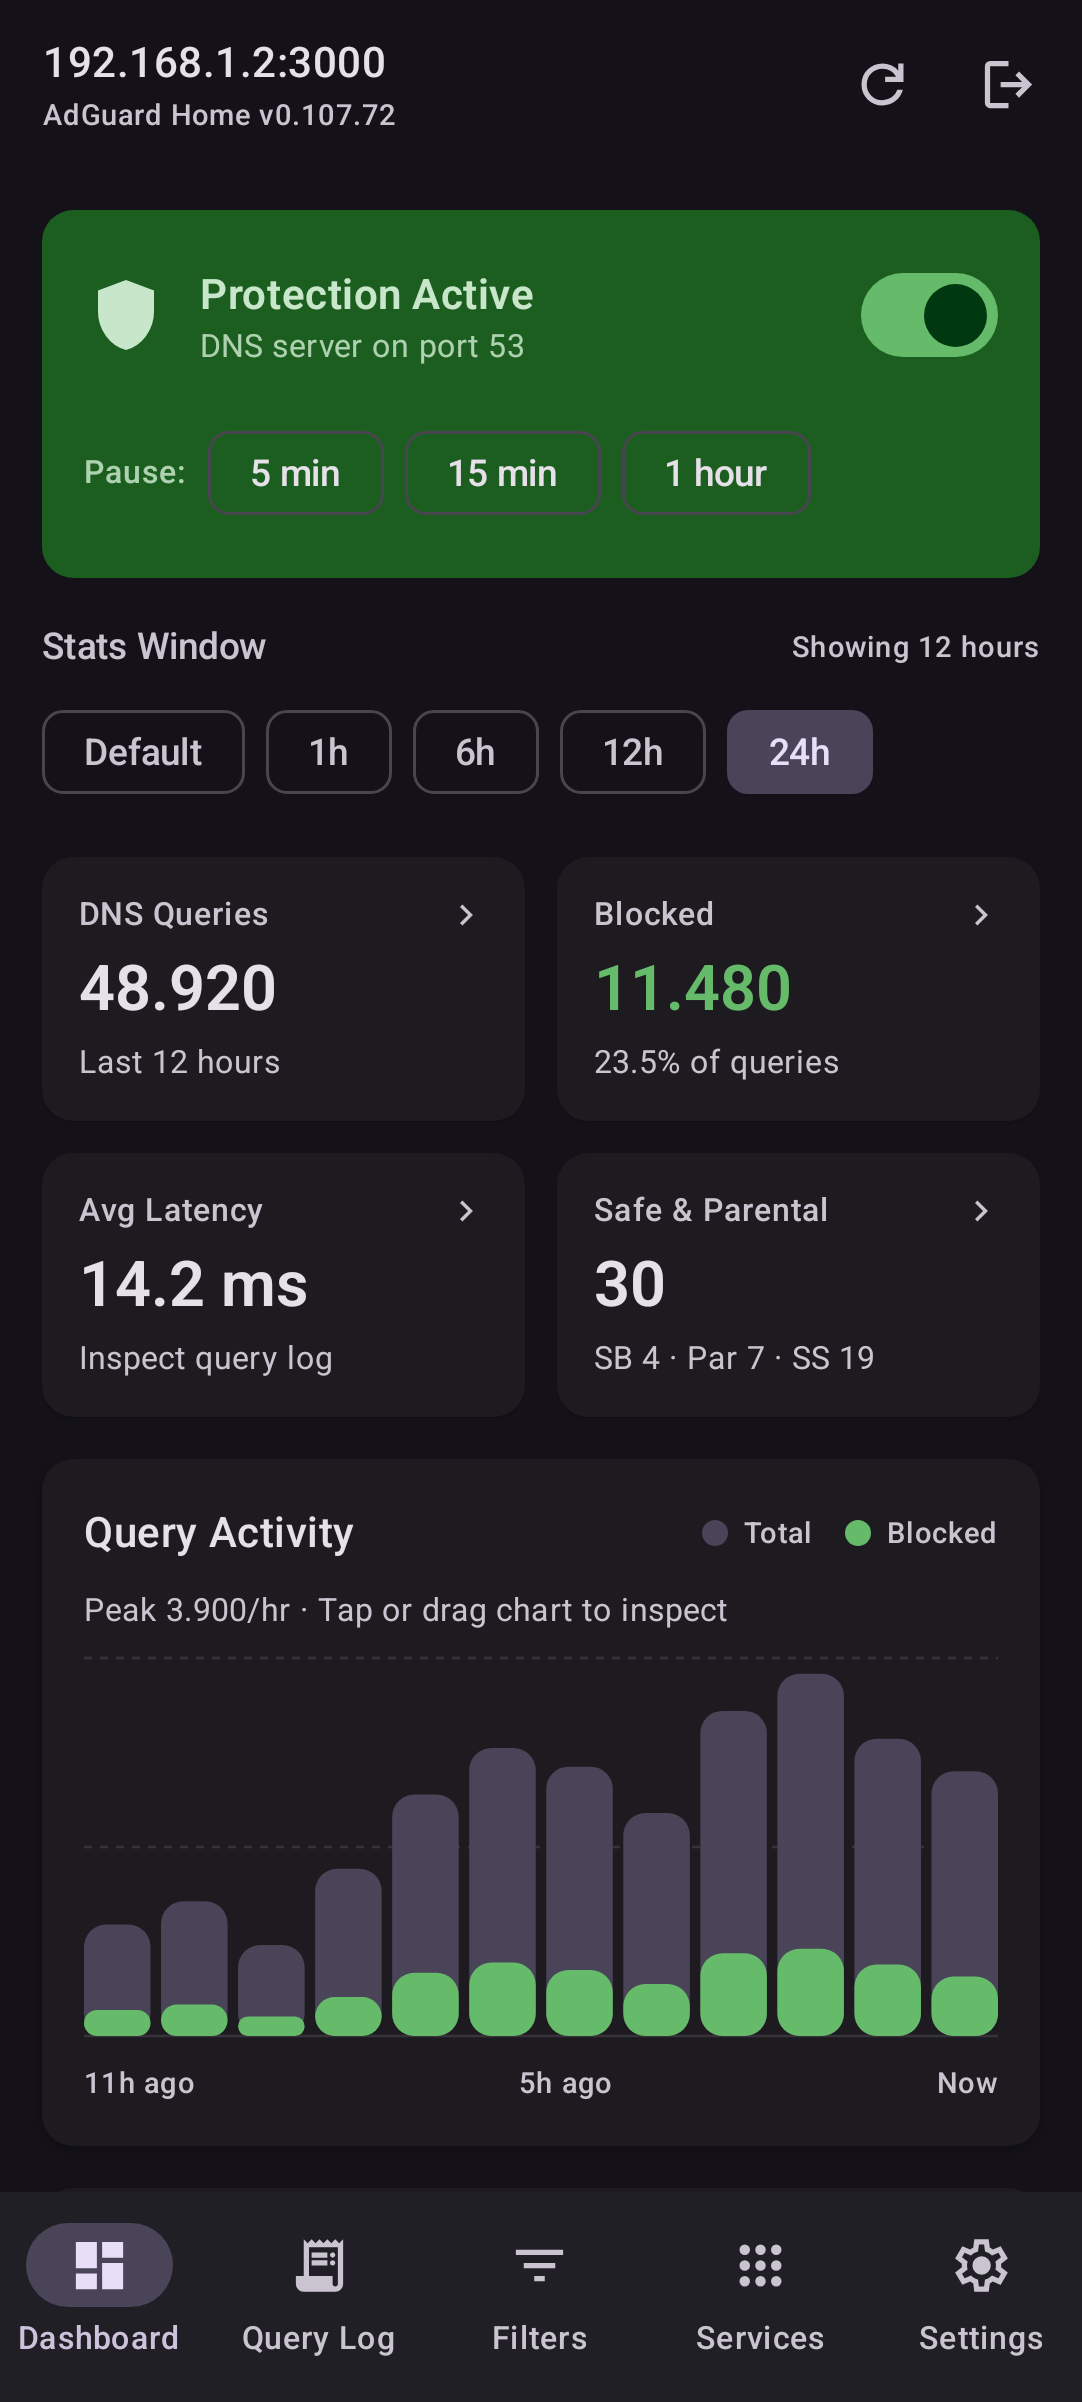 192.168.1.2:3000
AdGuard Home v0.107.72
Protection Active
DNS server on port 53
Pause:
5 min
15 min
1 hour
Stats Window
Showing 12 hours
Default
1h
6h
12h
24h
DNS Queries
48.920
Last 12 hours
Blocked
11.480
23.5% of queries
Avg Latency
14.2 ms
Inspect query log
Safe & Parental
30
SB 4 · Par 7 · SS 19
Query Activity
Total
Blocked
Peak 3.900/hr · Tap or drag chart to inspect
11h ago
5h ago
Now
Dashboard
Query Log
Filters
Services
Settings